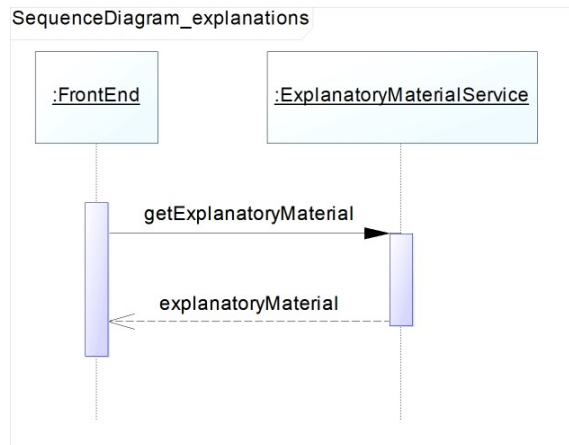 SequenceDiagram_explanations
:FrontEnd
:ExplanatoryMaterialService
getExplanatoryMaterial
explanatoryMaterial